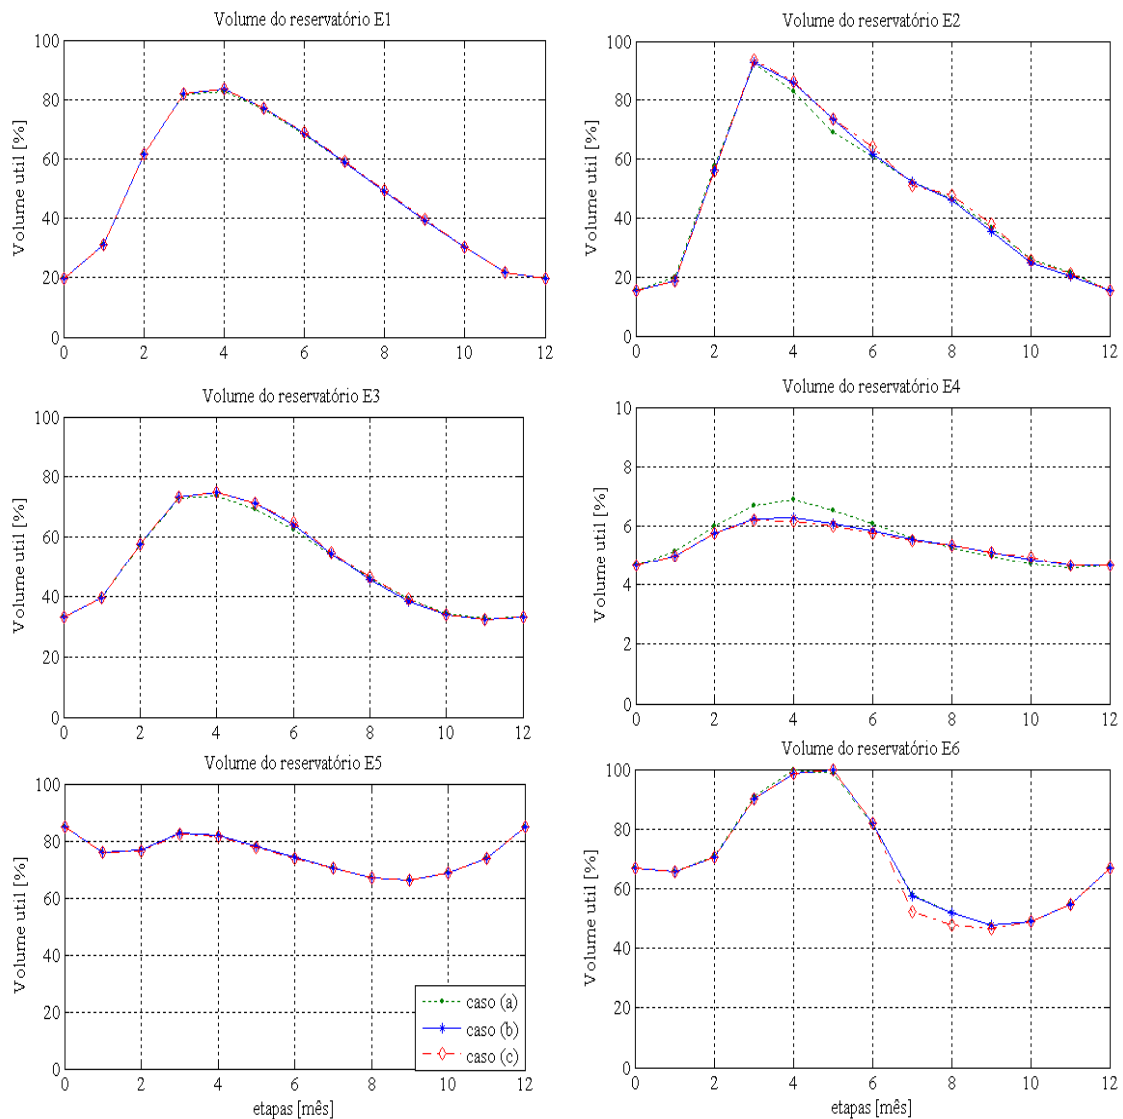 Volume do reservatório E1
Volume util [%]
100
80
60
40
20
0
0 2 4 6 8 10 12
Volume do reservatório E2
Volume util [%]
100
80
60
40
20
0
0 2 4 6 8 10 12
Volume do reservatório E3
Volume util [%]
100
80
60
40
20
0
0 2 4 6 8 10 12
Volume do reservatório E4
Volume util [%]
10
8
6
4
2
0
0 2 4 6 8 10 12
Volume do reservatório E5
Volume util [%]
100
80
60
40
20
0
caso (a)
caso (b)
caso (c)
0 2 4 6 8 10 12
etapas [mês]
Volume do reservatório E6
Volume util [%]
100
80
60
40
20
0
0 2 4 6 8 10 12
etapas [mês]